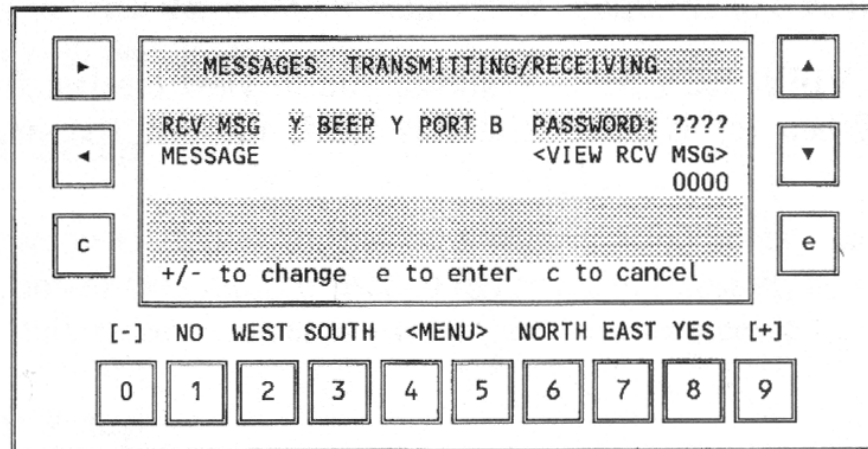 ►
▲
MESSAGES TRANSMITTING/RECEIVING
RCV MSG Y BEEP Y PORT B PASSWORD: ????
◄
MESSAGE <VIEW RCV MSG>
▼
0000
c
e
+/- to change e to enter c to cancel
[-] NO WEST SOUTH <MENU> NORTH EAST YES [+]
0 1 2 3 4 5 6 7 8 9